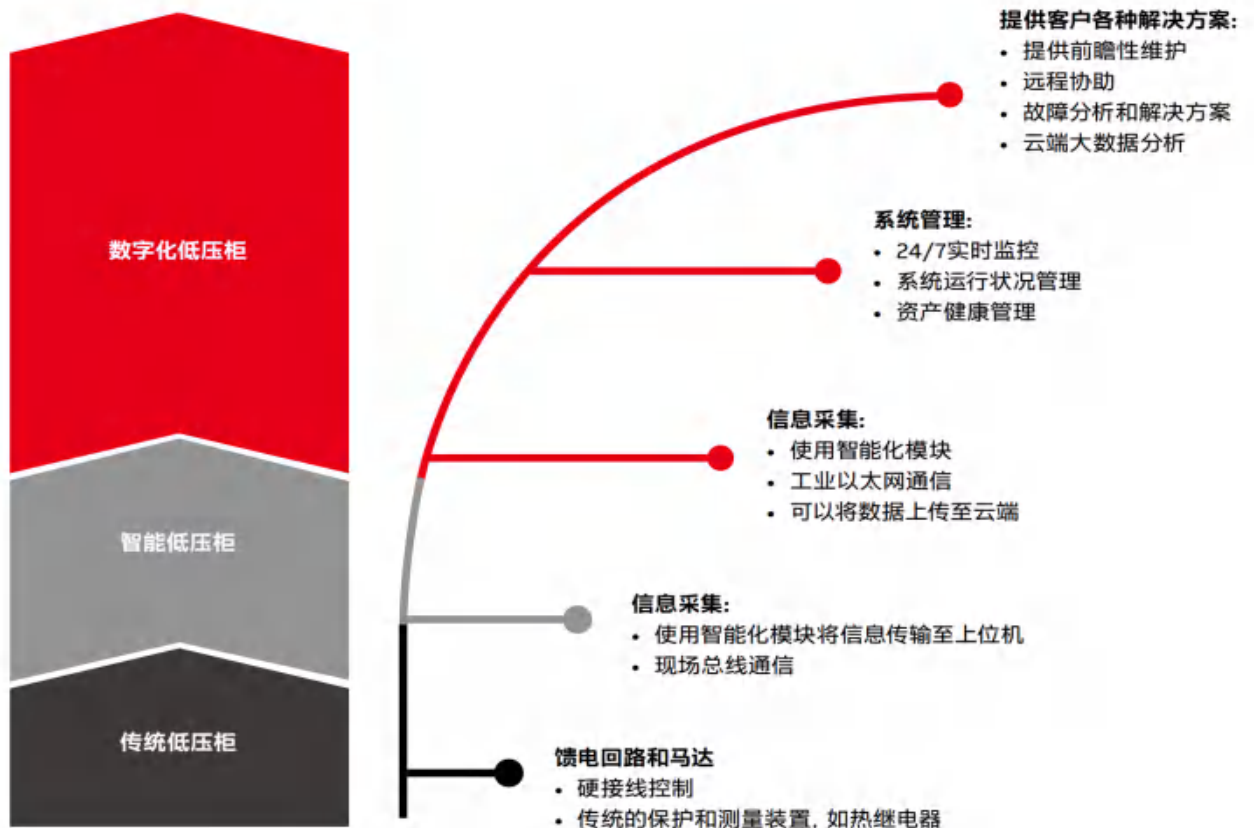 提供客户各种解决方案:
• 提供前瞻性维护
• 远程协助
• 故障分析和解决方案
• 云端大数据分析
系统管理:
• 24/7实时监控
• 系统运行状况管理
• 资产健康管理
数字化低压柜
信息采集:
• 使用智能化模块
• 工业以太网通信
• 可以将数据上传至云端
智能低压柜
信息采集:
• 使用智能化模块将信息传输至上位机
• 现场总线通信
传统低压柜
馈电回路和马达
• 硬接线控制
• 传统的保护和测量装置, 如热继电器